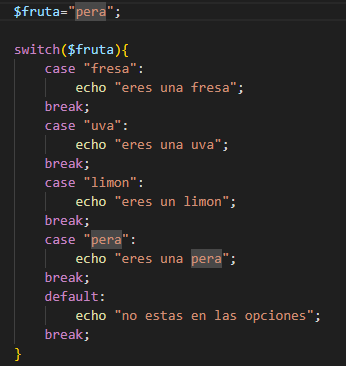 $fruta="pera";
switch($fruta){
case "fresa":
echo "eres una fresa";
break;
case "uva":
echo "eres una uva";
break;
case "limon":
echo "eres un limon";
break;
case "pera":
echo "eres una pera";
break;
default:
echo "no estas en las opciones";
break;
}